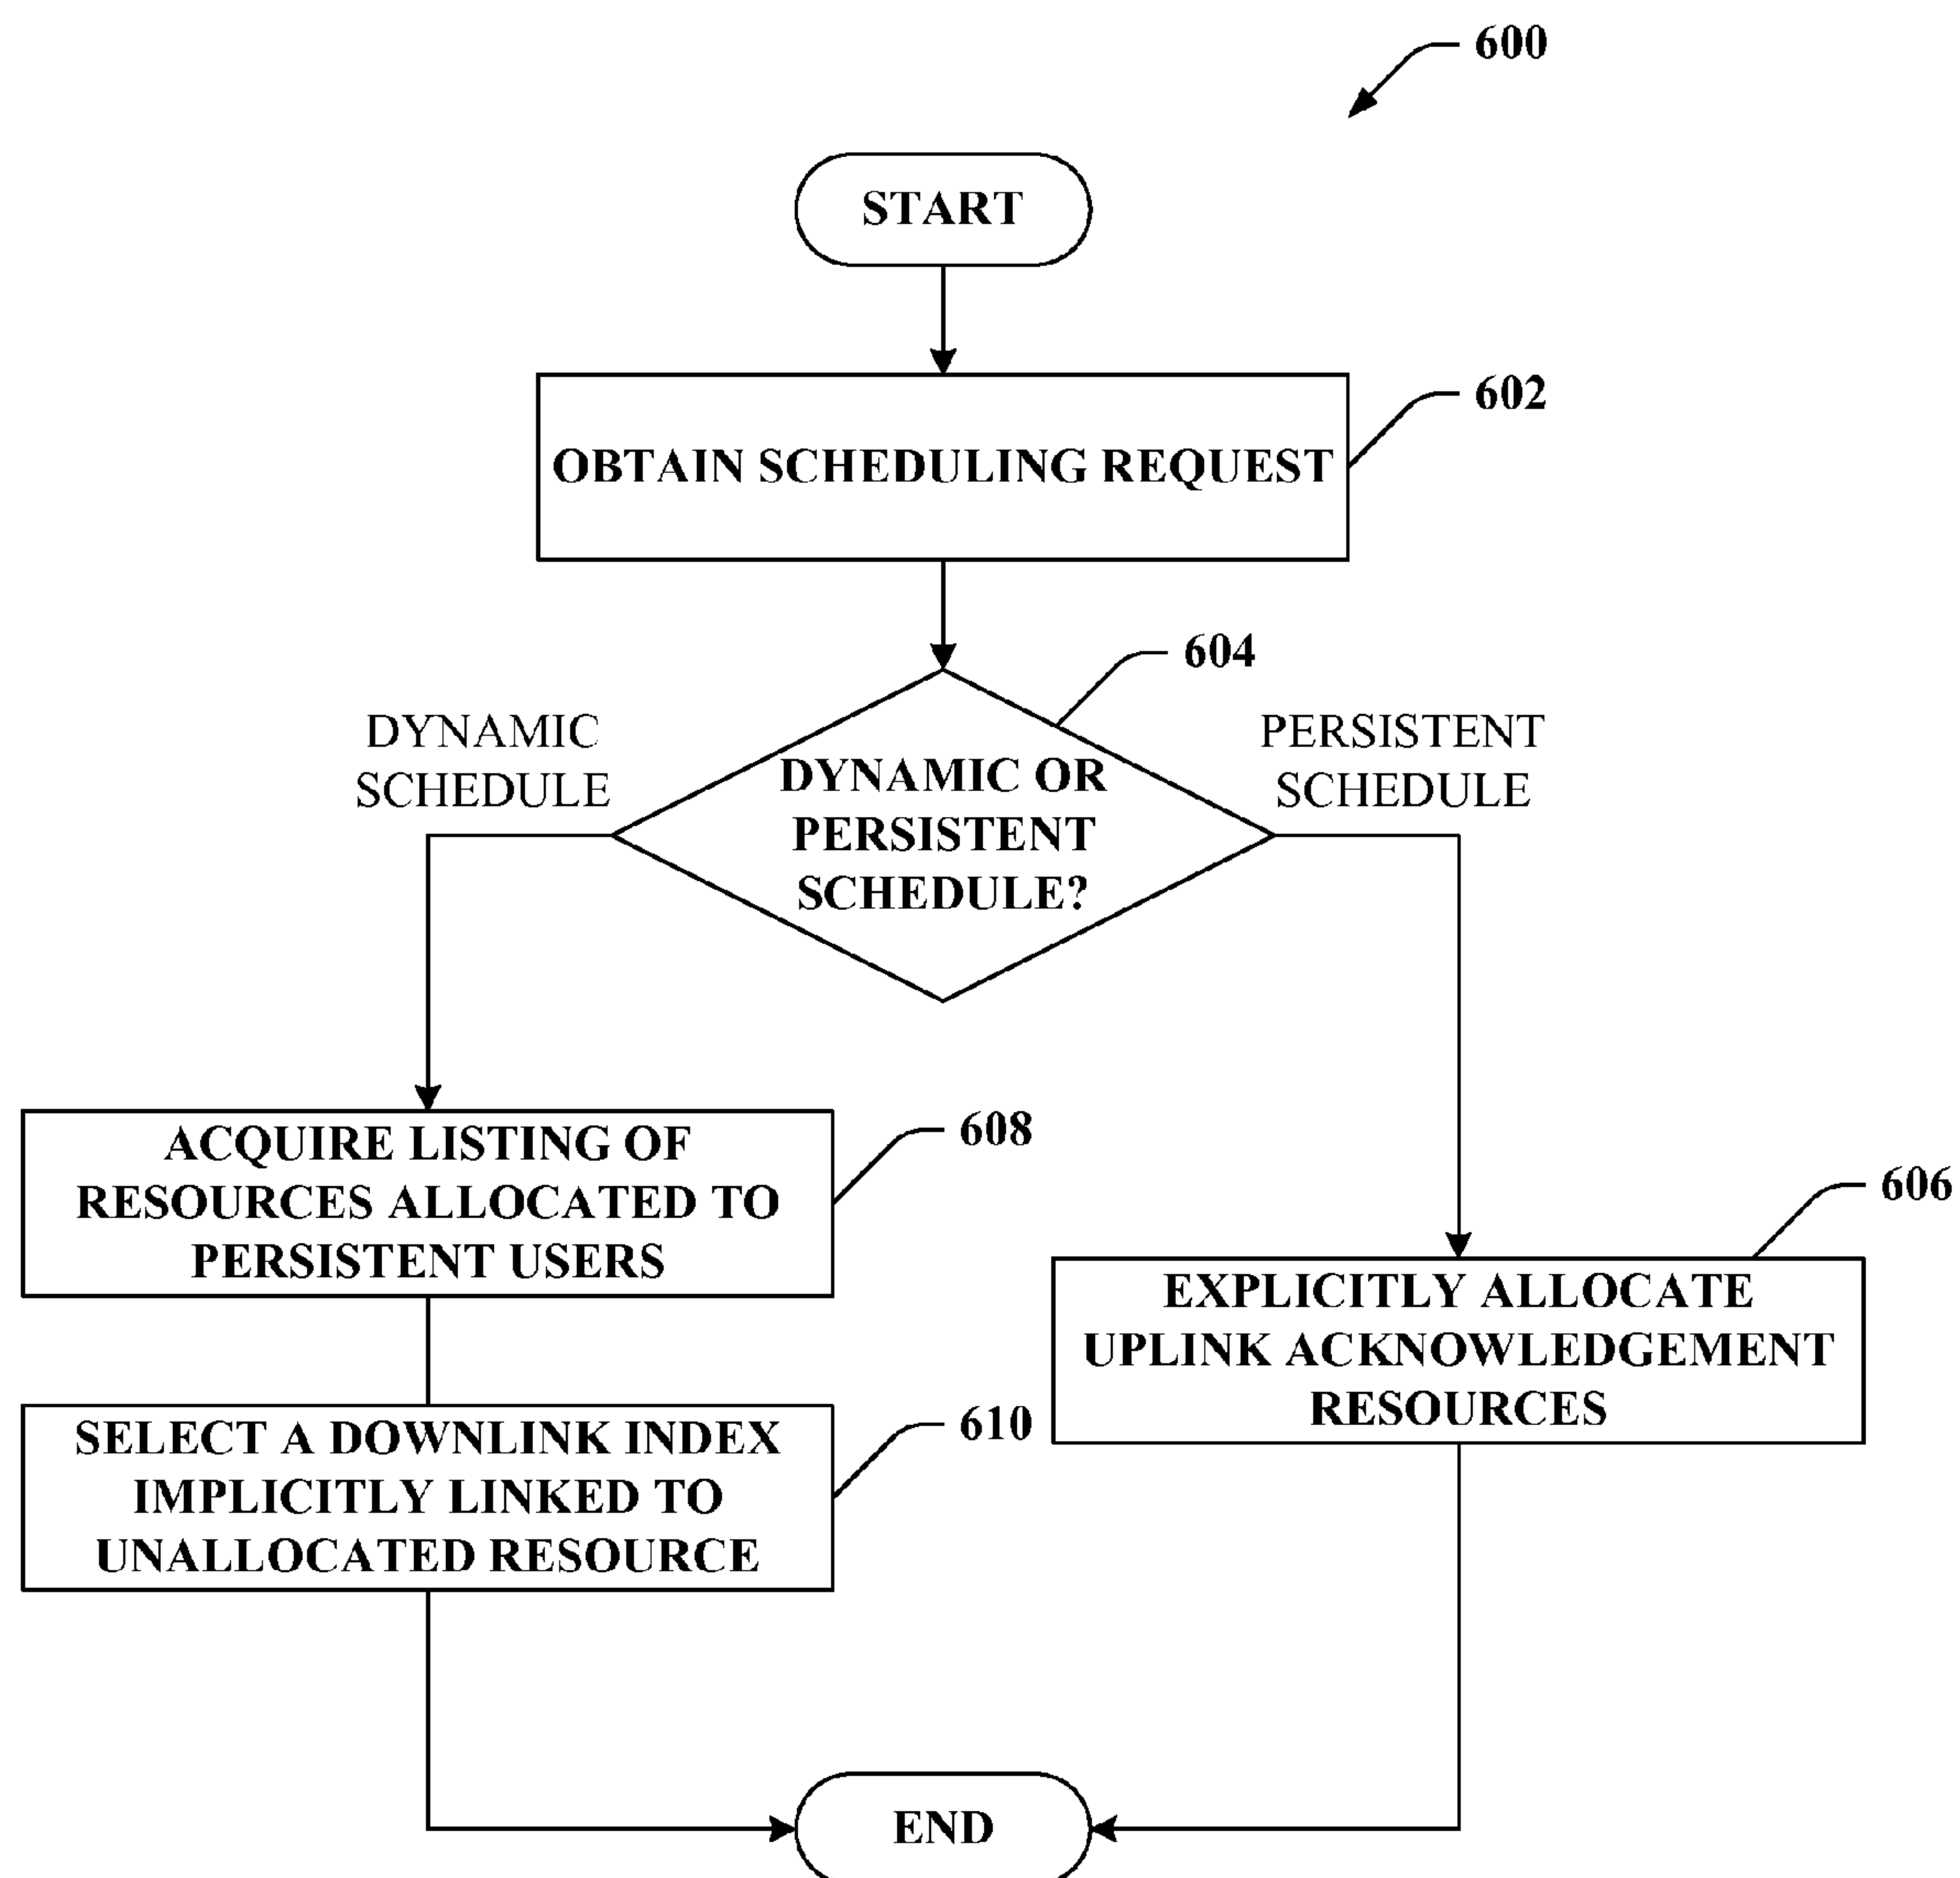 600
START
602
OBTAIN SCHEDULING REQUEST
604
DYNAMIC
SCHEDULE
DYNAMIC OR
PERSISTENT
SCHEDULE?
PERSISTENT
SCHEDULE
608
ACQUIRE LISTING OF
RESOURCES ALLOCATED TO
PERSISTENT USERS
606
EXPLICITLY ALLOCATE
UPLINK ACKNOWLEDGEMENT
RESOURCES
610
SELECT A DOWNLINK INDEX
IMPLICITLY LINKED TO
UNALLOCATED RESOURCE
END